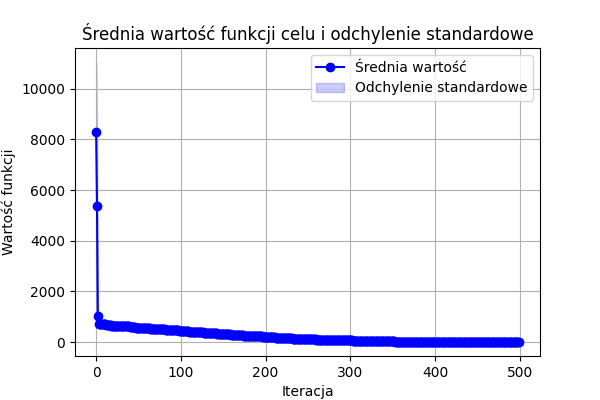 Średnia wartość funkcji celu i odchylenie standardowe
Średnia wartość
Odchylenie standardowe
Wartość funkcji
10000
8000
6000
4000
2000
0
0 100 200 300 400 500
Iteracja